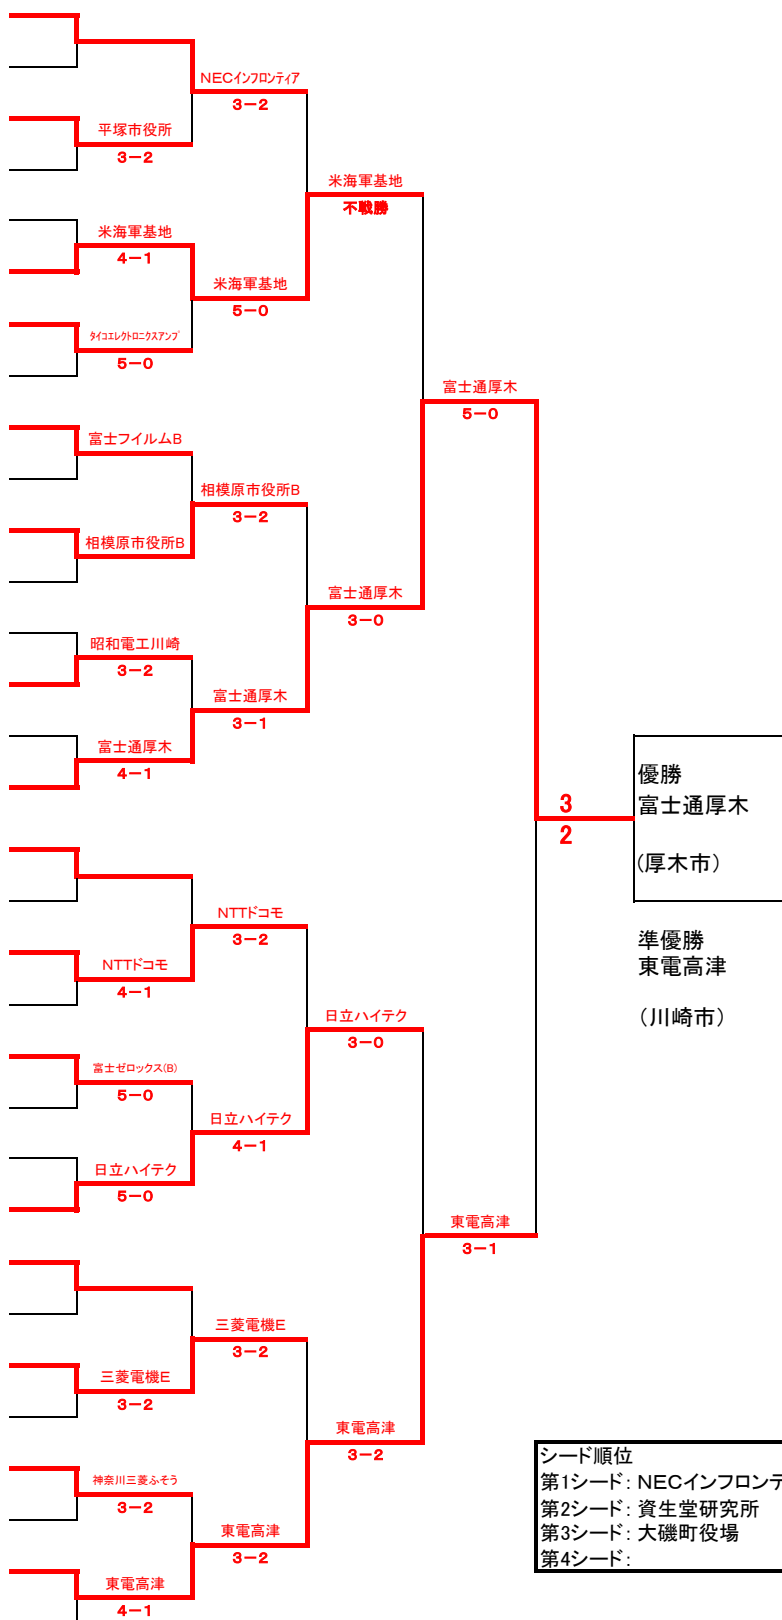 NECインフロンティア
3－2
平塚市役所
3－2
米海軍基地
不戦勝
米海軍基地
4－1
米海軍基地
5－0
タイコエレクトロニクスアンプ
5－0
富士通厚木
5－0
富士フイルムB
相模原市役所B
3－2
相模原市役所B
富士通厚木
3－0
昭和電工川崎
3－2
富士通厚木
3－1
富士通厚木
4－1
3
2
優勝
富士通厚木
(厚木市)
準優勝
東電高津
(川崎市)
NTTドコモ
3－2
NTTドコモ
4－1
日立ハイテク
3－0
富士ゼロックス(B)
5－0
日立ハイテク
4－1
日立ハイテク
5－0
東電高津
3－1
三菱電機E
3－2
三菱電機E
3－2
東電高津
3－2
神奈川三菱ふそう
3－2
東電高津
3－2
東電高津
4－1
シード順位
第1シード: NECインフロンテ
第2シード: 資生堂研究所
第3シード: 大磯町役場
第4シード: